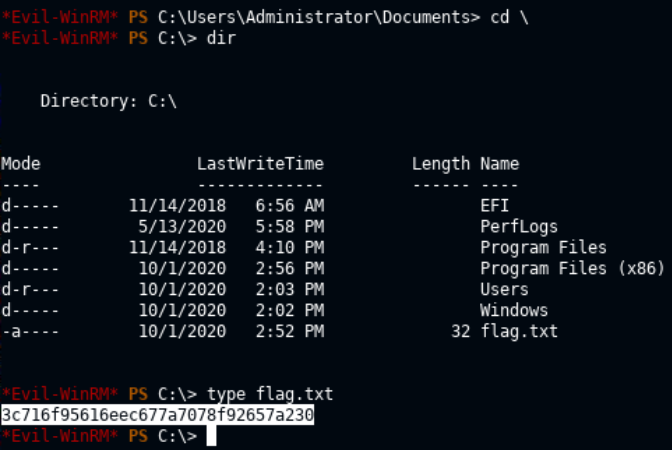 *Evil-WinRM* PS C:\Users\Administrator\Documents> cd \
*Evil-WinRM* PS C:\> dir
Directory: C:\
Mode LastWriteTime Length Name
---- ------------- ------ ----
d----- 11/14/2018 6:56 AM EFI
d----- 5/13/2020 5:58 PM PerfLogs
d-r--- 11/14/2018 4:10 PM Program Files
d----- 10/1/2020 2:56 PM Program Files (x86)
d-r--- 10/1/2020 2:03 PM Users
d----- 10/1/2020 2:02 PM Windows
-a---- 10/1/2020 2:52 PM 32 flag.txt
*Evil-WinRM* PS C:\> type flag.txt
3c716f95616eec677a7078f92657a230
*Evil-WinRM* PS C:\>